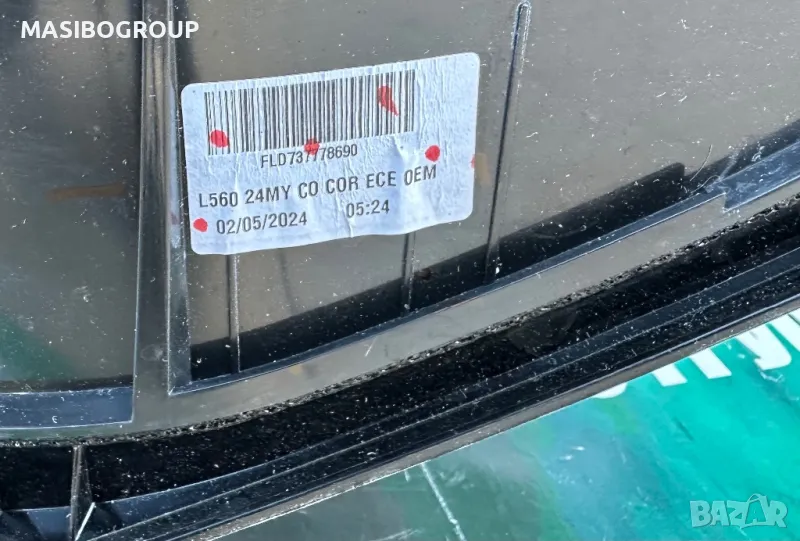 MASIBOGROUP
FLD737778690
L560 24MY CO COR ECE OEM
02/05/2024 05:24
BAZAR